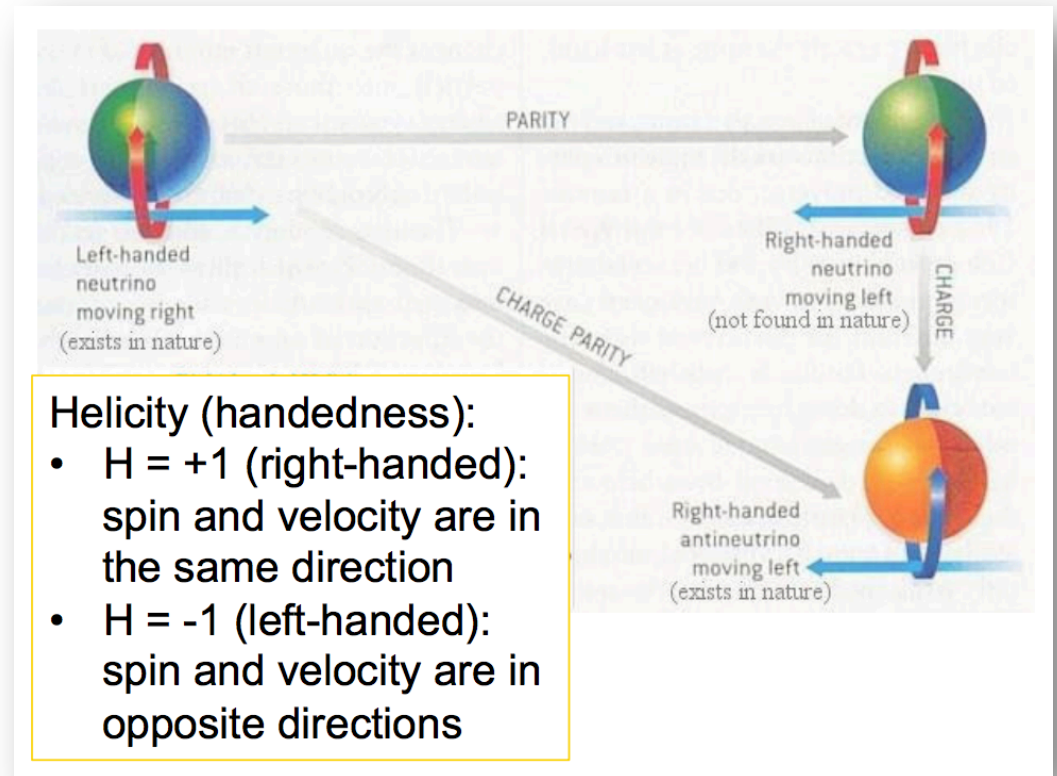 PARITY
Left-handed
neutrino
moving right
(exists in nature)
Right-handed
neutrino
moving left
(not found in nature)
CHARGE
CHARGE PARITY
Right-handed
antineutrino
moving left
(exists in nature)
Helicity (handedness):
• H = +1 (right-handed):
spin and velocity are in
the same direction
• H = -1 (left-handed):
spin and velocity are in
opposite directions